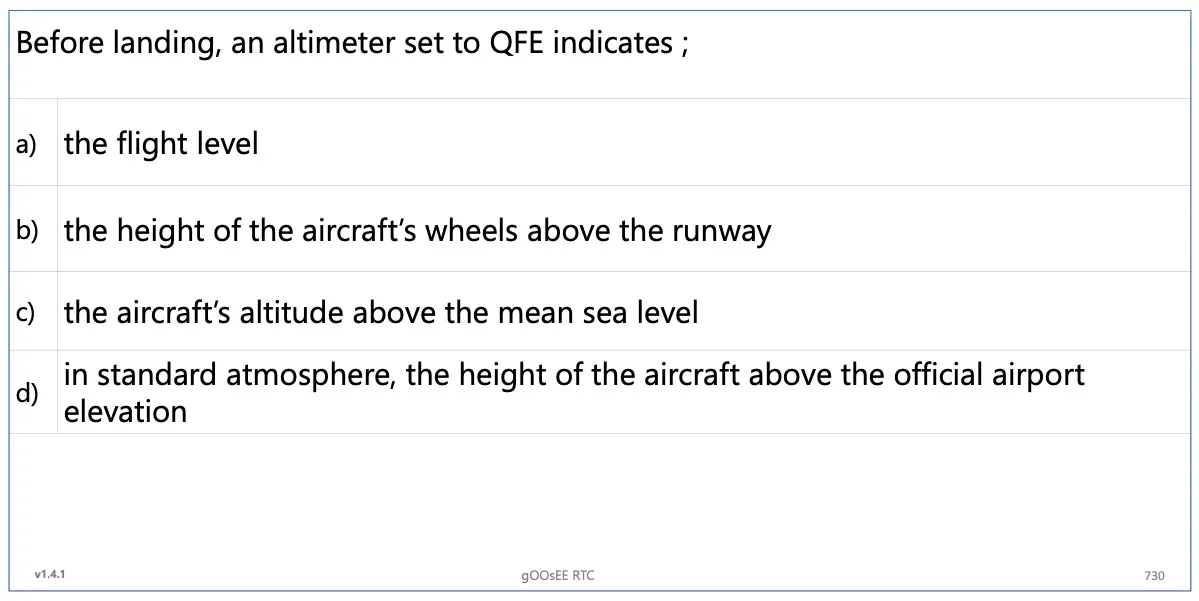 Before landing, an altimeter set to QFE indicates ;
a) the flight level
b) the height of the aircraft’s wheels above the runway
c) the aircraft’s altitude above the mean sea level
d) in standard atmosphere, the height of the aircraft above the official airport
elevation
v1.4.1 gOOsEE RTC 730